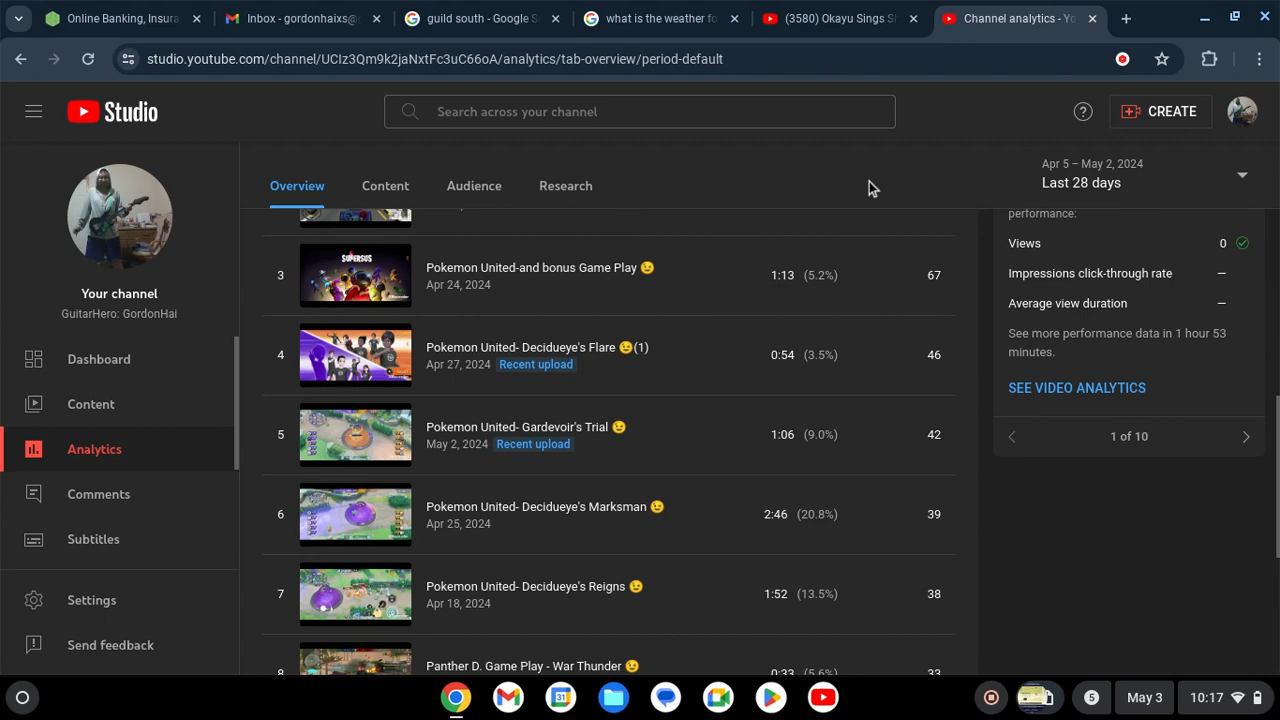 Online Banking, Insura
Inbox - gordonhaixs@g
guild south - Google S
what is the weather fo
(3580) Okayu Sings S
Channel analytics - Yo
studio.youtube.com/channel/UCIz3Qm9k2jaNxtFc3uC66oA/analytics/tab-overview/period-default
Studio
Search across your channel
CREATE
Your channel
GuitarHero: GordonHai
Dashboard
Content
Analytics
Comments
Subtitles
Settings
Send feedback
Overview
Content
Audience
Research
Apr 5 – May 2, 2024
Last 28 days
3
SUPERSUS
Pokemon United-and bonus Game Play 😉
Apr 24, 2024
1:13 (5.2%)
67
4
Pokemon United- Decidueye's Flare 😉(1)
Apr 27, 2024 Recent upload
0:54 (3.5%)
46
5
Pokemon United- Gardevoir's Trial 😉
May 2, 2024 Recent upload
1:06 (9.0%)
42
6
Pokemon United- Decidueye's Marksman 😉
Apr 25, 2024
2:46 (20.8%)
39
7
Pokemon United- Decidueye's Reigns 😉
Apr 18, 2024
1:52 (13.5%)
38
8
Panther D. Game Play - War Thunder 😉
0:33 (5.6%)
33
performance:
Views 0
Impressions click-through rate –
Average view duration –
See more performance data in 1 hour 53
minutes.
SEE VIDEO ANALYTICS
1 of 10
5
May 3
10:17